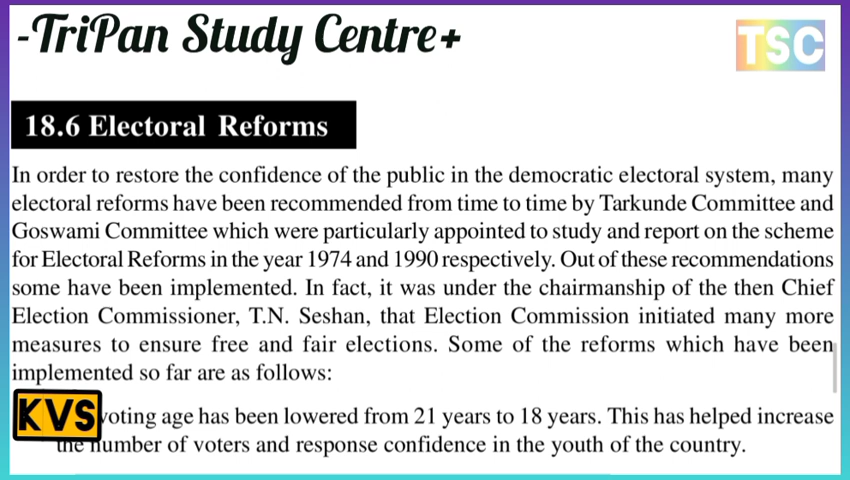 -TriPan Study Centre+
TSC
18.6 Electoral Reforms
In order to restore the confidence of the public in the democratic electoral system, many
electoral reforms have been recommended from time to time by Tarkunde Committee and
Goswami Committee which were particularly appointed to study and report on the scheme
for Electoral Reforms in the year 1974 and 1990 respectively. Out of these recommendations
some have been implemented. In fact, it was under the chairmanship of the then Chief
Election Commissioner, T.N. Seshan, that Election Commission initiated many more
measures to ensure free and fair elections. Some of the reforms which have been
implemented so far are as follows:
KVS
voting age has been lowered from 21 years to 18 years. This has helped increase
the number of voters and response confidence in the youth of the country.